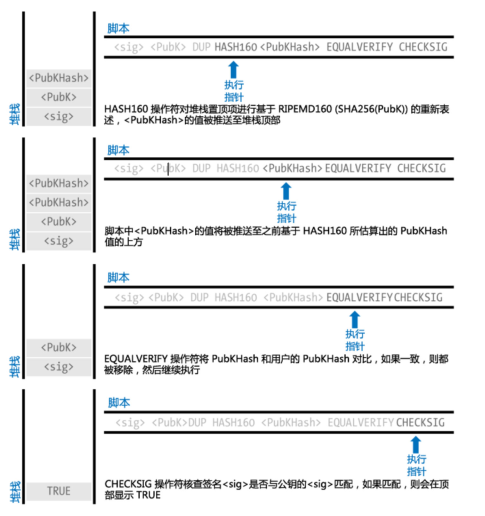 脚本
<sig> <PubK> DUP HASH160 <PubKHash> EQUALVERIFY CHECKSIG
执行
指针
<PubKHash>
<PubK>
<sig>
堆栈
HASH160 操作符对堆栈置顶项进行基于 RIPEMD160 (SHA256(PubK)) 的重新表
述，<PubKHash>的值被推送至堆栈顶部
脚本
<sig> <PubK> DUP HASH160 <PubKHash> EQUALVERIFY CHECKSIG
执行
指针
<PubKHash>
<PubKHash>
<PubK>
<sig>
堆栈
脚本中<PubKHash>的值将被推送至之前基于 HASH160 所估算出的 PubKHash
值的上方
脚本
<sig> <PubK> DUP HASH160 <PubKHash> EQUALVERIFY CHECKSIG
执行
指针
<PubK>
<sig>
堆栈
EQUALVERIFY 操作符将 PubKHash 和用户的 PubKHash 对比，如果一致，则都
被移除，然后继续执行
脚本
<sig> <PubK>DUP HASH160 <PubKHash> EQUALVERIFY CHECKSIG
执行
指针
TRUE
堆栈
CHECKSIG 操作符核查签名<sig>是否与公钥的<sig>匹配，如果匹配，则会在顶
部显示 TRUE